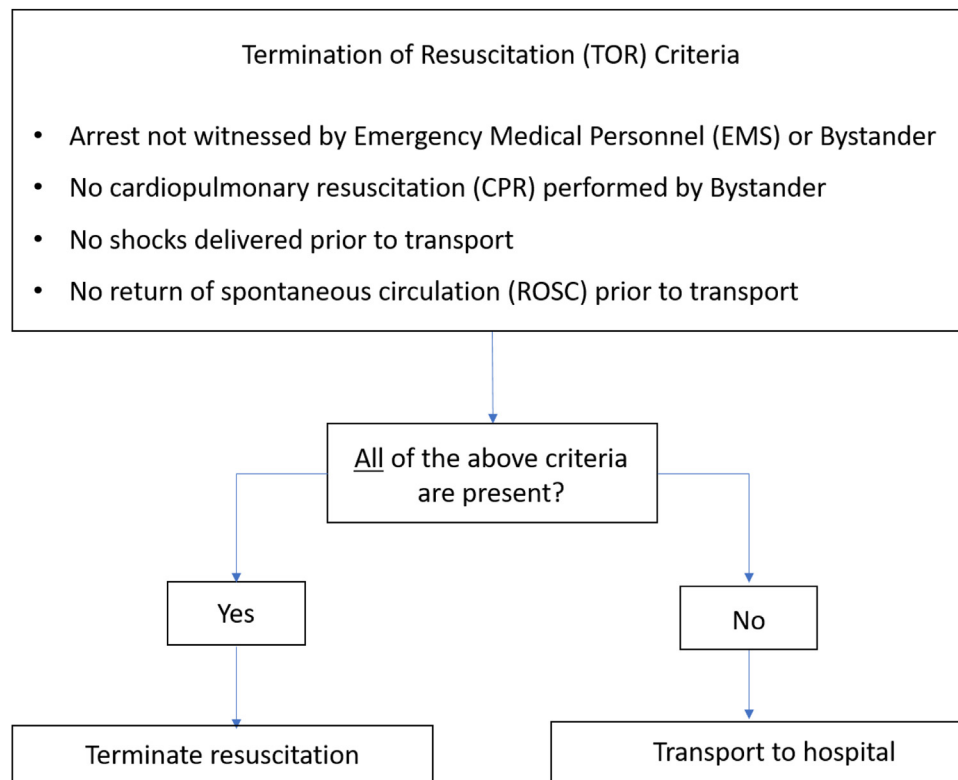 Termination of Resuscitation (TOR) Criteria
• Arrest not witnessed by Emergency Medical Personnel (EMS) or Bystander
• No cardiopulmonary resuscitation (CPR) performed by Bystander
• No shocks delivered prior to transport
• No return of spontaneous circulation (ROSC) prior to transport
All of the above criteria
are present?
Yes
No
Terminate resuscitation
Transport to hospital